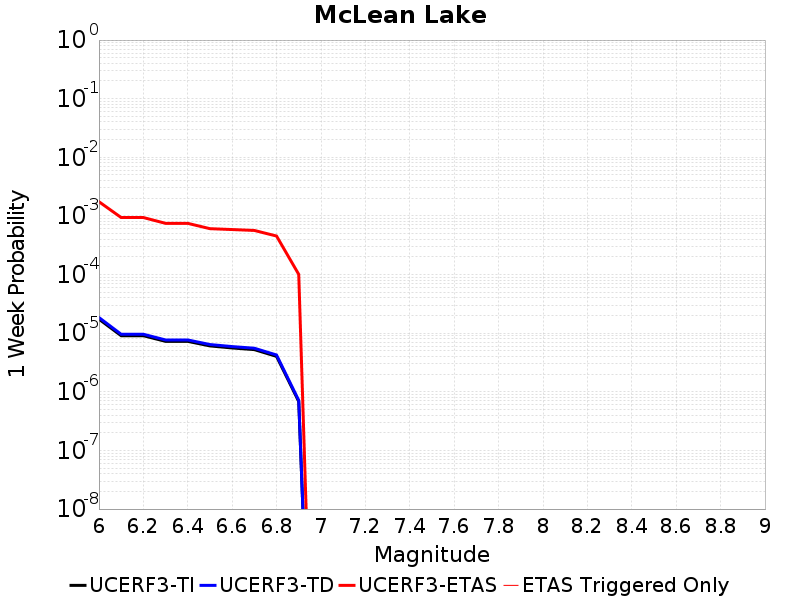 McLean Lake
1 Week Probability
10^0
10^-1
10^-2
10^-3
10^-4
10^-5
10^-6
10^-7
10^-8
6 6.2 6.4 6.6 6.8 7 7.2 7.4 7.6 7.8 8 8.2 8.4 8.6 8.8 9
Magnitude
UCERF3-TI UCERF3-TD UCERF3-ETAS ETAS Triggered Only